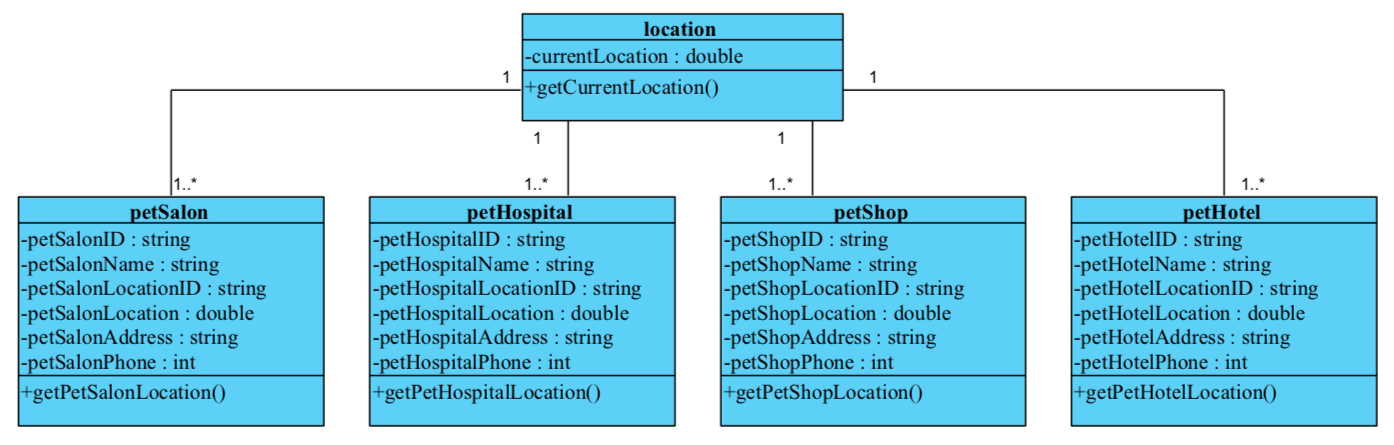 location
-currentLocation : double
+getCurrentLocation()
1
1
1
1
1..*
1..*
1..*
1..*
petSalon
-petSalonID : string
-petSalonName : string
-petSalonLocationID : string
-petSalonLocation : double
-petSalonAddress : string
-petSalonPhone : int
+getPetSalonLocation()
petHospital
-petHospitalID : string
-petHospitalName : string
-petHospitalLocationID : string
-petHospitalLocation : double
-petHospitalAddress : string
-petHospitalPhone : int
+getPetHospitalLocation()
petShop
-petShopID : string
-petShopName : string
-petShopLocationID : string
-petShopLocation : double
-petShopAddress : string
-petShopPhone : int
+getPetShopLocation()
petHotel
-petHotelID : string
-petHotelName : string
-petHotelLocationID : string
-petHotelLocation : double
-petHotelAddress : string
-petHotelPhone : int
+getPetHotelLocation()